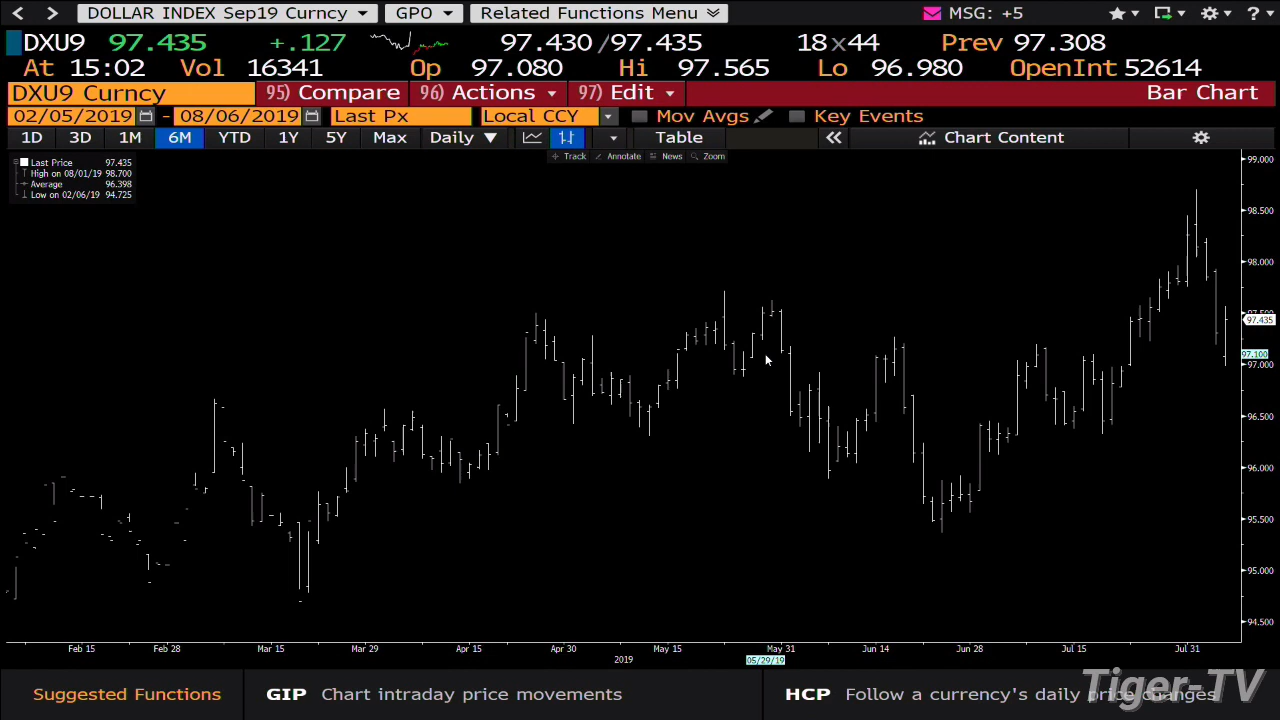 DOLLAR INDEX Sep19 Curncy GPO Related Functions Menu MSG: +5 ?
DXU9 97.435 +.127 97.430/97.435 18x44 Prev 97.308
At 15:02 Vol 16341 Op 97.080 Hi 97.565 Lo 96.980 OpenInt 52614
DXU9 Curncy 95) Compare 96) Actions 97) Edit Bar Chart
02/05/2019 - 08/06/2019 Last Px Local CCY Mov Avgs Key Events
1D 3D 1M 6M YTD 1Y 5Y Max Daily Table Chart Content
Track Annotate News Zoom
Last Price 97.435
High on 08/01/19 98.700
Average 96.398
Low on 02/06/19 94.725
99.000
98.500
98.000
97.435
97.100
97.000
96.500
96.000
95.500
95.000
94.500
Feb 15 Feb 28 Mar 15 Mar 29 Apr 15 Apr 30 May 15 May 31 Jun 14 Jun 28 Jul 15 Jul 31
2019 05/29/19
Suggested Functions GIP Chart intraday price movements HCP Follow a currency's daily price changes
Tiger-TV